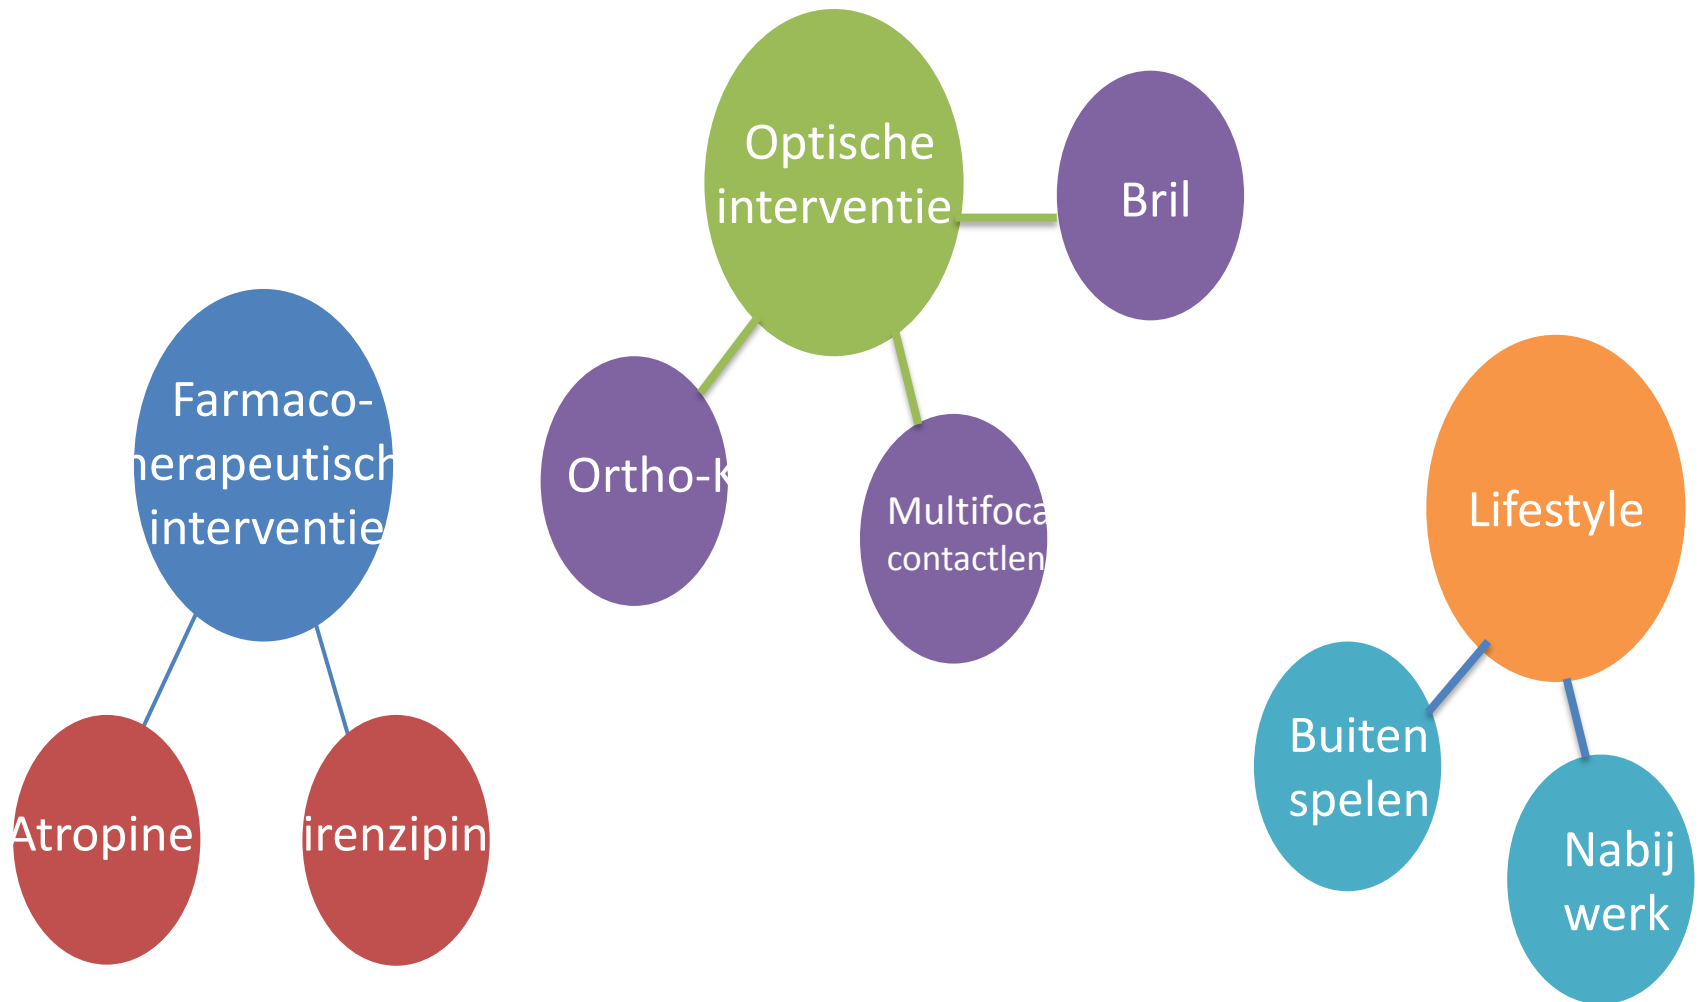 Optische
interventie
Bril
Farmaco-
herapeutisch
interventie
Ortho-K
Multifoca
contactlen
Lifestyle
Atropine
irenzipin
Buiten
spelen
Nabij
werk